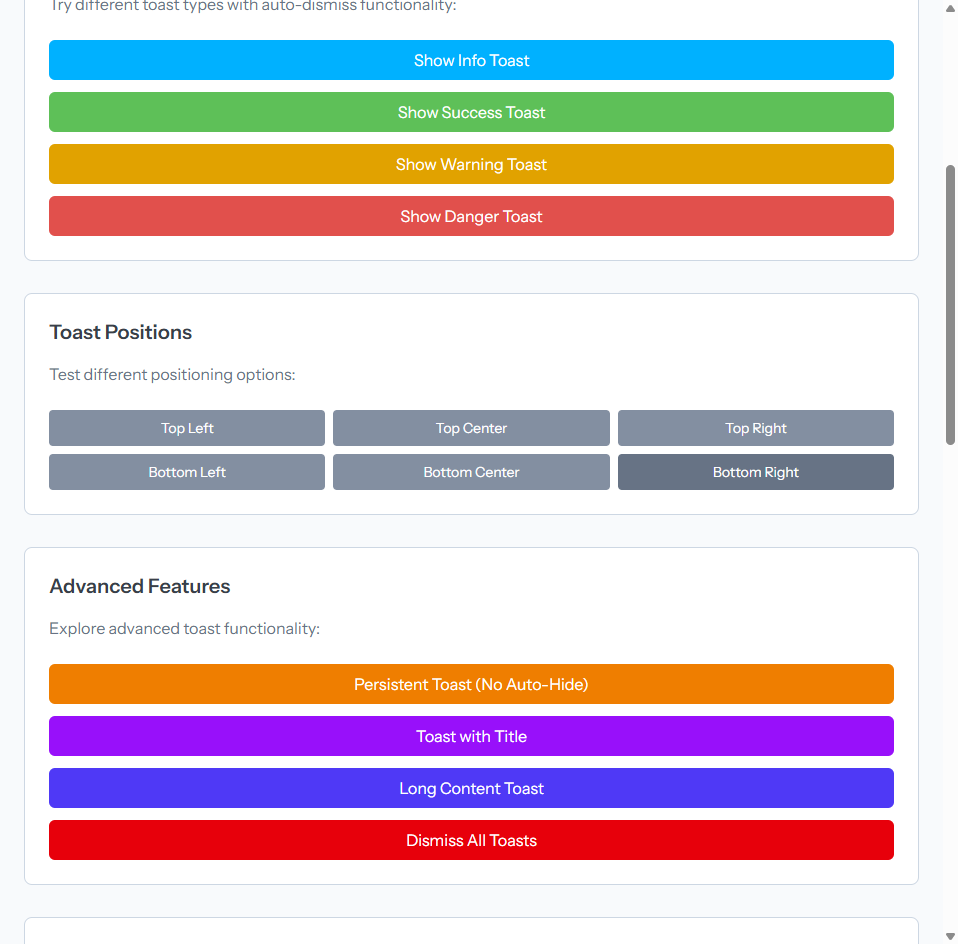 Try different toast types with auto-dismiss functionality:
Show Info Toast
Show Success Toast
Show Warning Toast
Show Danger Toast
Toast Positions
Test different positioning options:
Top Left
Top Center
Top Right
Bottom Left
Bottom Center
Bottom Right
Advanced Features
Explore advanced toast functionality:
Persistent Toast (No Auto-Hide)
Toast with Title
Long Content Toast
Dismiss All Toasts